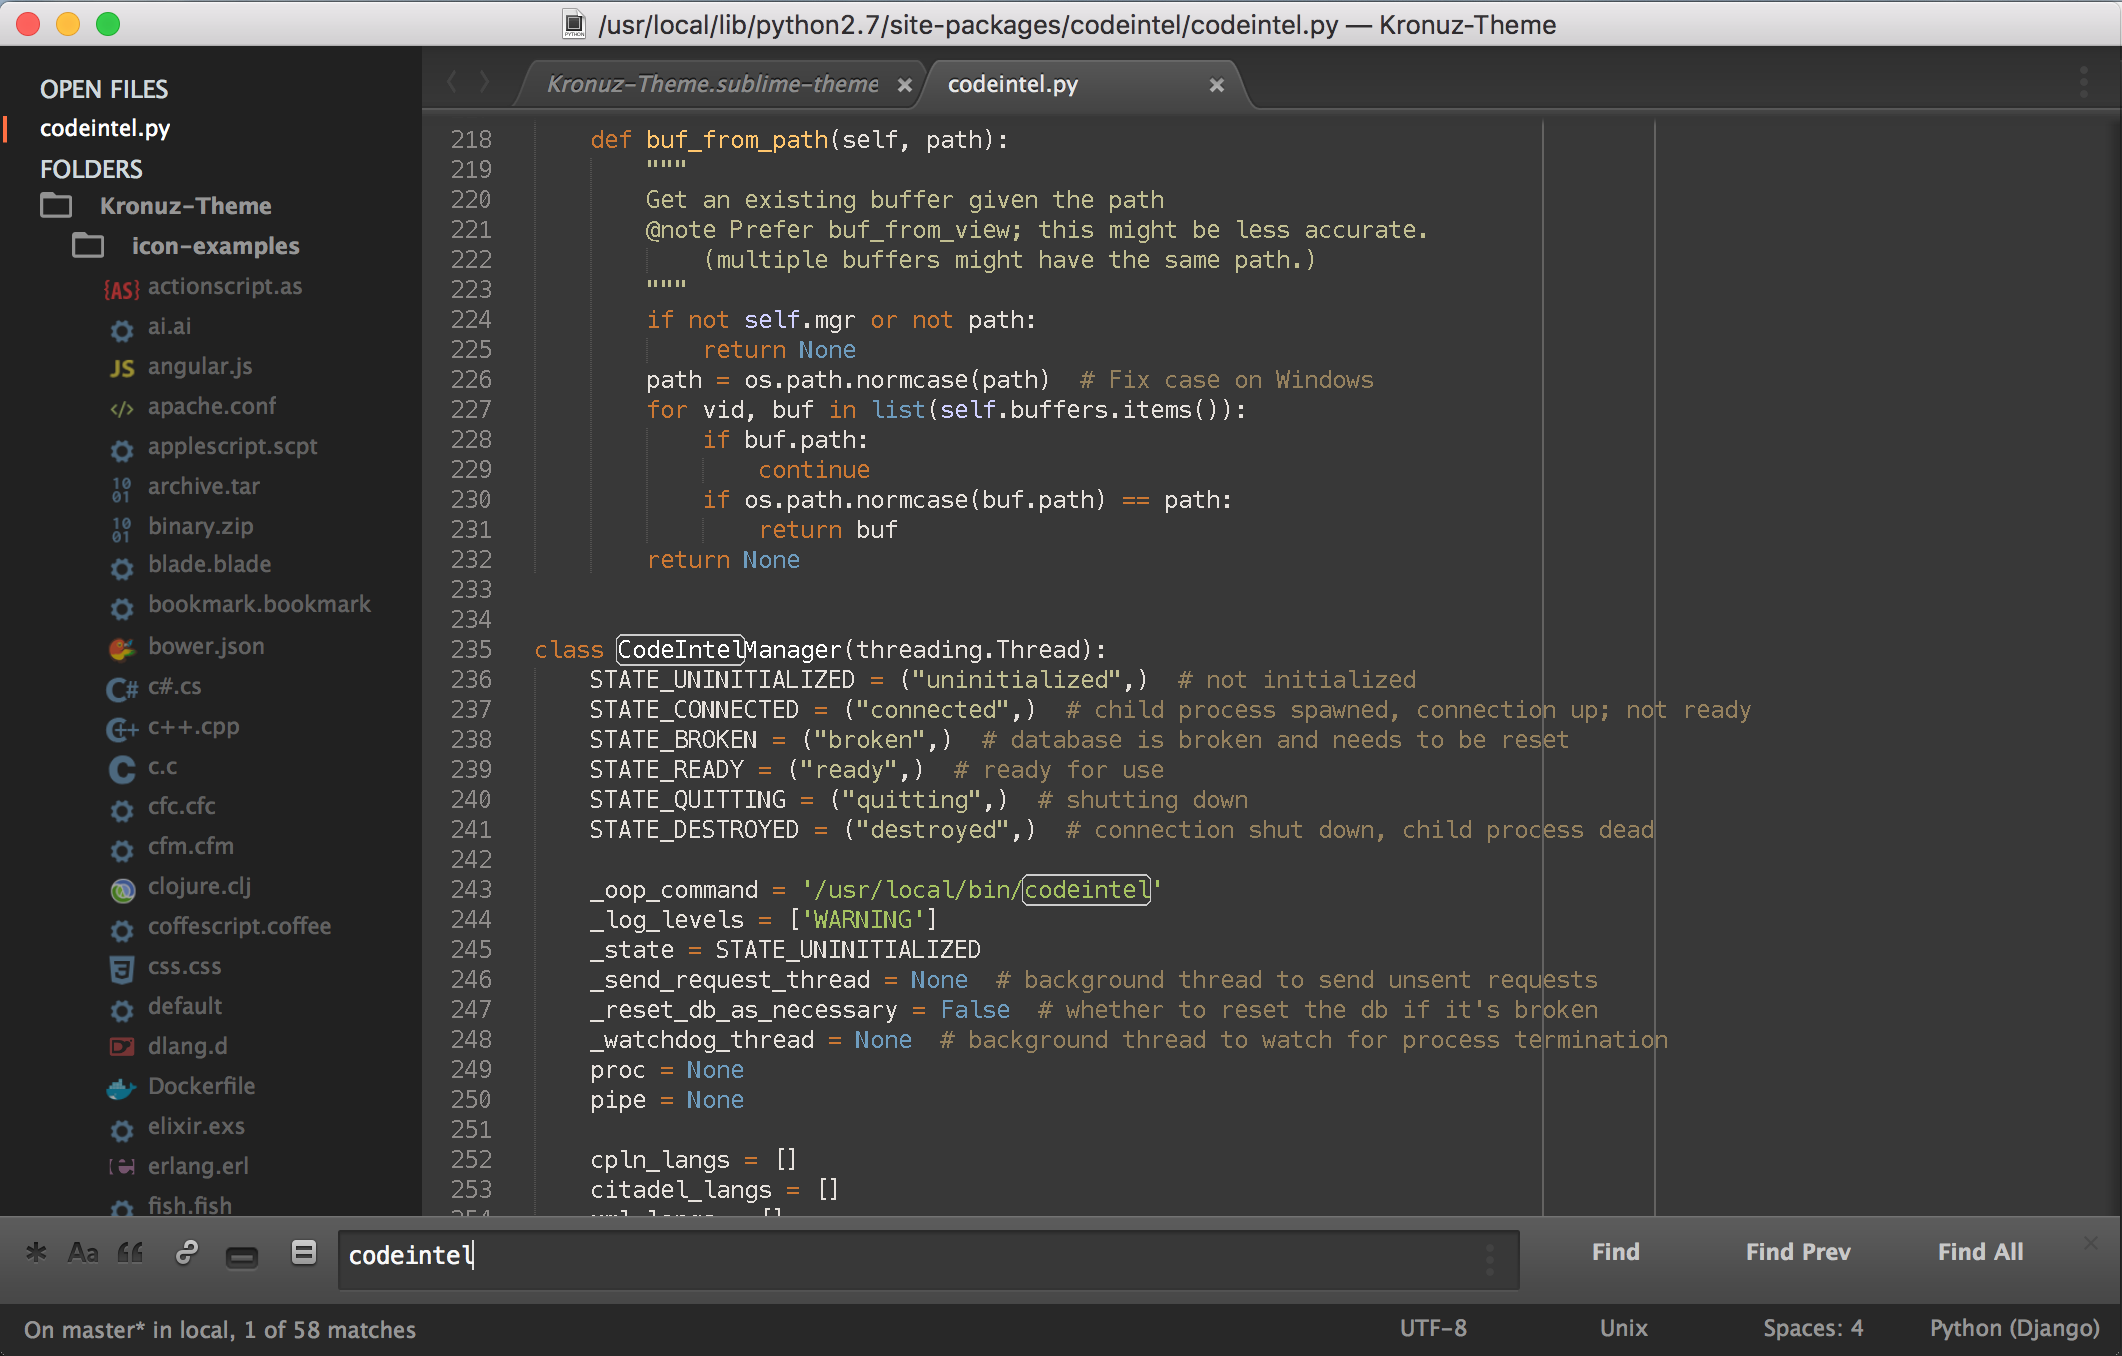 /usr/local/lib/python2.7/site-packages/codeintel/codeintel.py — Kronuz-Theme
OPEN FILES
codeintel.py
FOLDERS
Kronuz-Theme
icon-examples
{AS} actionscript.as
ai.ai
JS angular.js
</> apache.conf
applescript.scpt
1001 archive.tar
1001 binary.zip
blade.blade
bookmark.bookmark
bower.json
C# c#.cs
C++ c++.cpp
C c.c
cfc.cfc
cfm.cfm
clojure.clj
coffescript.coffee
css.css
default
dlang.d
Dockerfile
elixir.exs
erlang.erl
fish.fish
Kronuz-Theme.sublime-theme
codeintel.py
218     def buf_from_path(self, path):
219         """
220         Get an existing buffer given the path
221         @note Prefer buf_from_view; this might be less accurate.
222             (multiple buffers might have the same path.)
223         """
224         if not self.mgr or not path:
225             return None
226         path = os.path.normcase(path)  # Fix case on Windows
227         for vid, buf in list(self.buffers.items()):
228             if buf.path:
229                 continue
230             if os.path.normcase(buf.path) == path:
231                 return buf
232         return None
233
234
235 class CodeIntelManager(threading.Thread):
236     STATE_UNINITIALIZED = ("uninitialized",)  # not initialized
237     STATE_CONNECTED = ("connected",)  # child process spawned, connection up; not ready
238     STATE_BROKEN = ("broken",)  # database is broken and needs to be reset
239     STATE_READY = ("ready",)  # ready for use
240     STATE_QUITTING = ("quitting",)  # shutting down
241     STATE_DESTROYED = ("destroyed",)  # connection shut down, child process dead
242
243     _oop_command = '/usr/local/bin/codeintel'
244     _log_levels = ['WARNING']
245     _state = STATE_UNINITIALIZED
246     _send_request_thread = None  # background thread to send unsent requests
247     _reset_db_as_necessary = False  # whether to reset the db if it's broken
248     _watchdog_thread = None  # background thread to watch for process termination
249     proc = None
250     pipe = None
251
252     cpln_langs = []
253     citadel_langs = []
Aa
codeintel
Find
Find Prev
Find All
On master* in local, 1 of 58 matches
UTF-8
Unix
Spaces: 4
Python (Django)